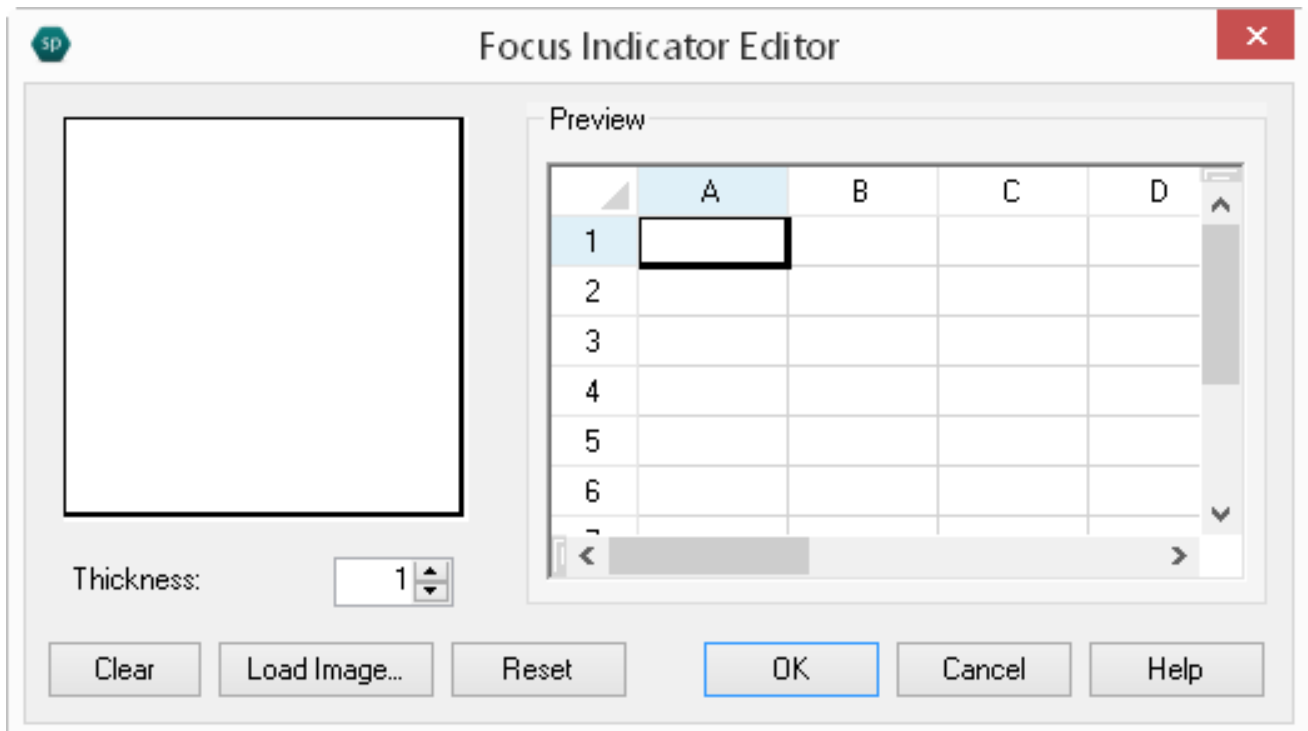 sp
Focus Indicator Editor
Preview
A B C D
1
2
3
4
5
6
Thickness: 1
Clear Load Image... Reset OK Cancel Help